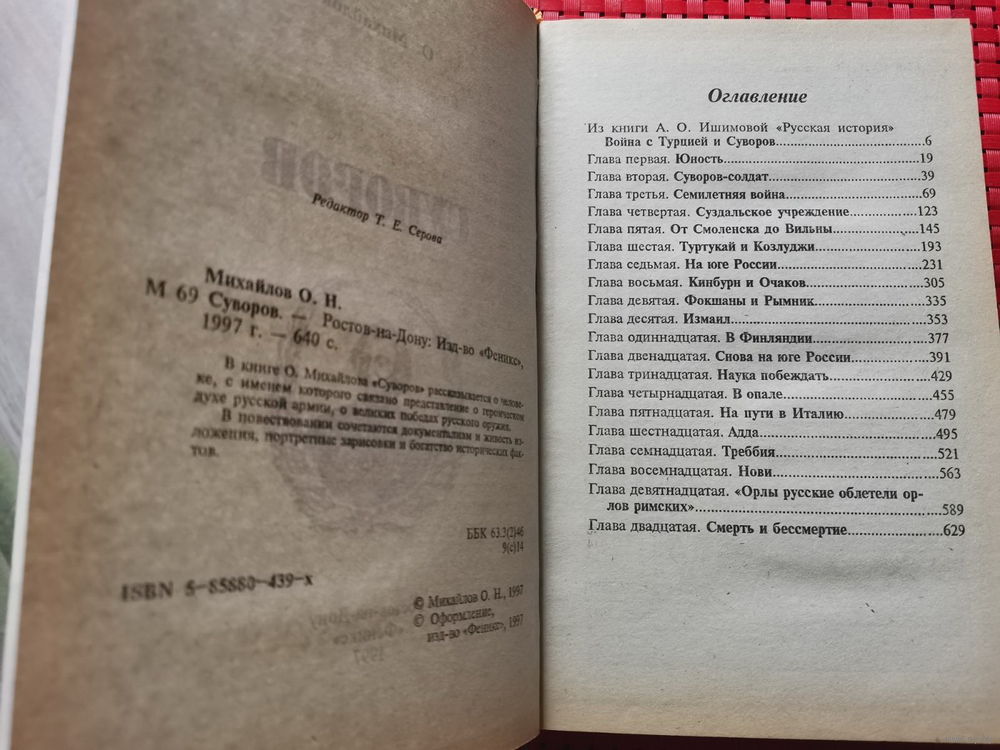 Редактор Т. Е. Серова
Михайлов О. Н.
М 69 Суворов. — Ростов-на-Дону: Изд-во «Феникс»,
1997 г. — 640 с.
В книге О. Михайлова «Суворов» рассказывается о челове-
ке, с именем которого связано представление о героическом
духе русской армии, о великих победах русского оружия.
В повествовании сочетаются документализм и живость из-
ложения, портретные зарисовки и богатство исторических фак-
тов.
ББК 63.3(2)46
9(с)14
ISBN 5-85880-439-х
© Михайлов О. Н., 1997
© Оформление,
изд-во «Феникс», 1997
Оглавление
Из книги А. О. Ишимовой «Русская история»
Война с Турцией и Суворов....................................6
Глава первая. Юность..................................................19
Глава вторая. Суворов-солдат.......................................39
Глава третья. Семилетняя война...................................69
Глава четвертая. Суздальское учреждение..................123
Глава пятая. От Смоленска до Вильны......................145
Глава шестая. Туртукай и Козлуджи...........................193
Глава седьмая. На юге России.....................................231
Глава восьмая. Кинбурн и Очаков..............................305
Глава девятая. Фокшаны и Рымник............................335
Глава десятая. Измаил................................................353
Глава одиннадцатая. В Финляндии.............................377
Глава двенадцатая. Снова на юге России....................391
Глава тринадцатая. Наука побеждать..........................429
Глава четырнадцатая. В опале.....................................455
Глава пятнадцатая. На пути в Италию.......................479
Глава шестнадцатая. Адда...........................................495
Глава семнадцатая. Треббия........................................521
Глава восемнадцатая. Нови.........................................563
Глава девятнадцатая. «Орлы русские облетели ор-
лов римских»........................................................589
Глава двадцатая. Смерть и бессмертие.......................629